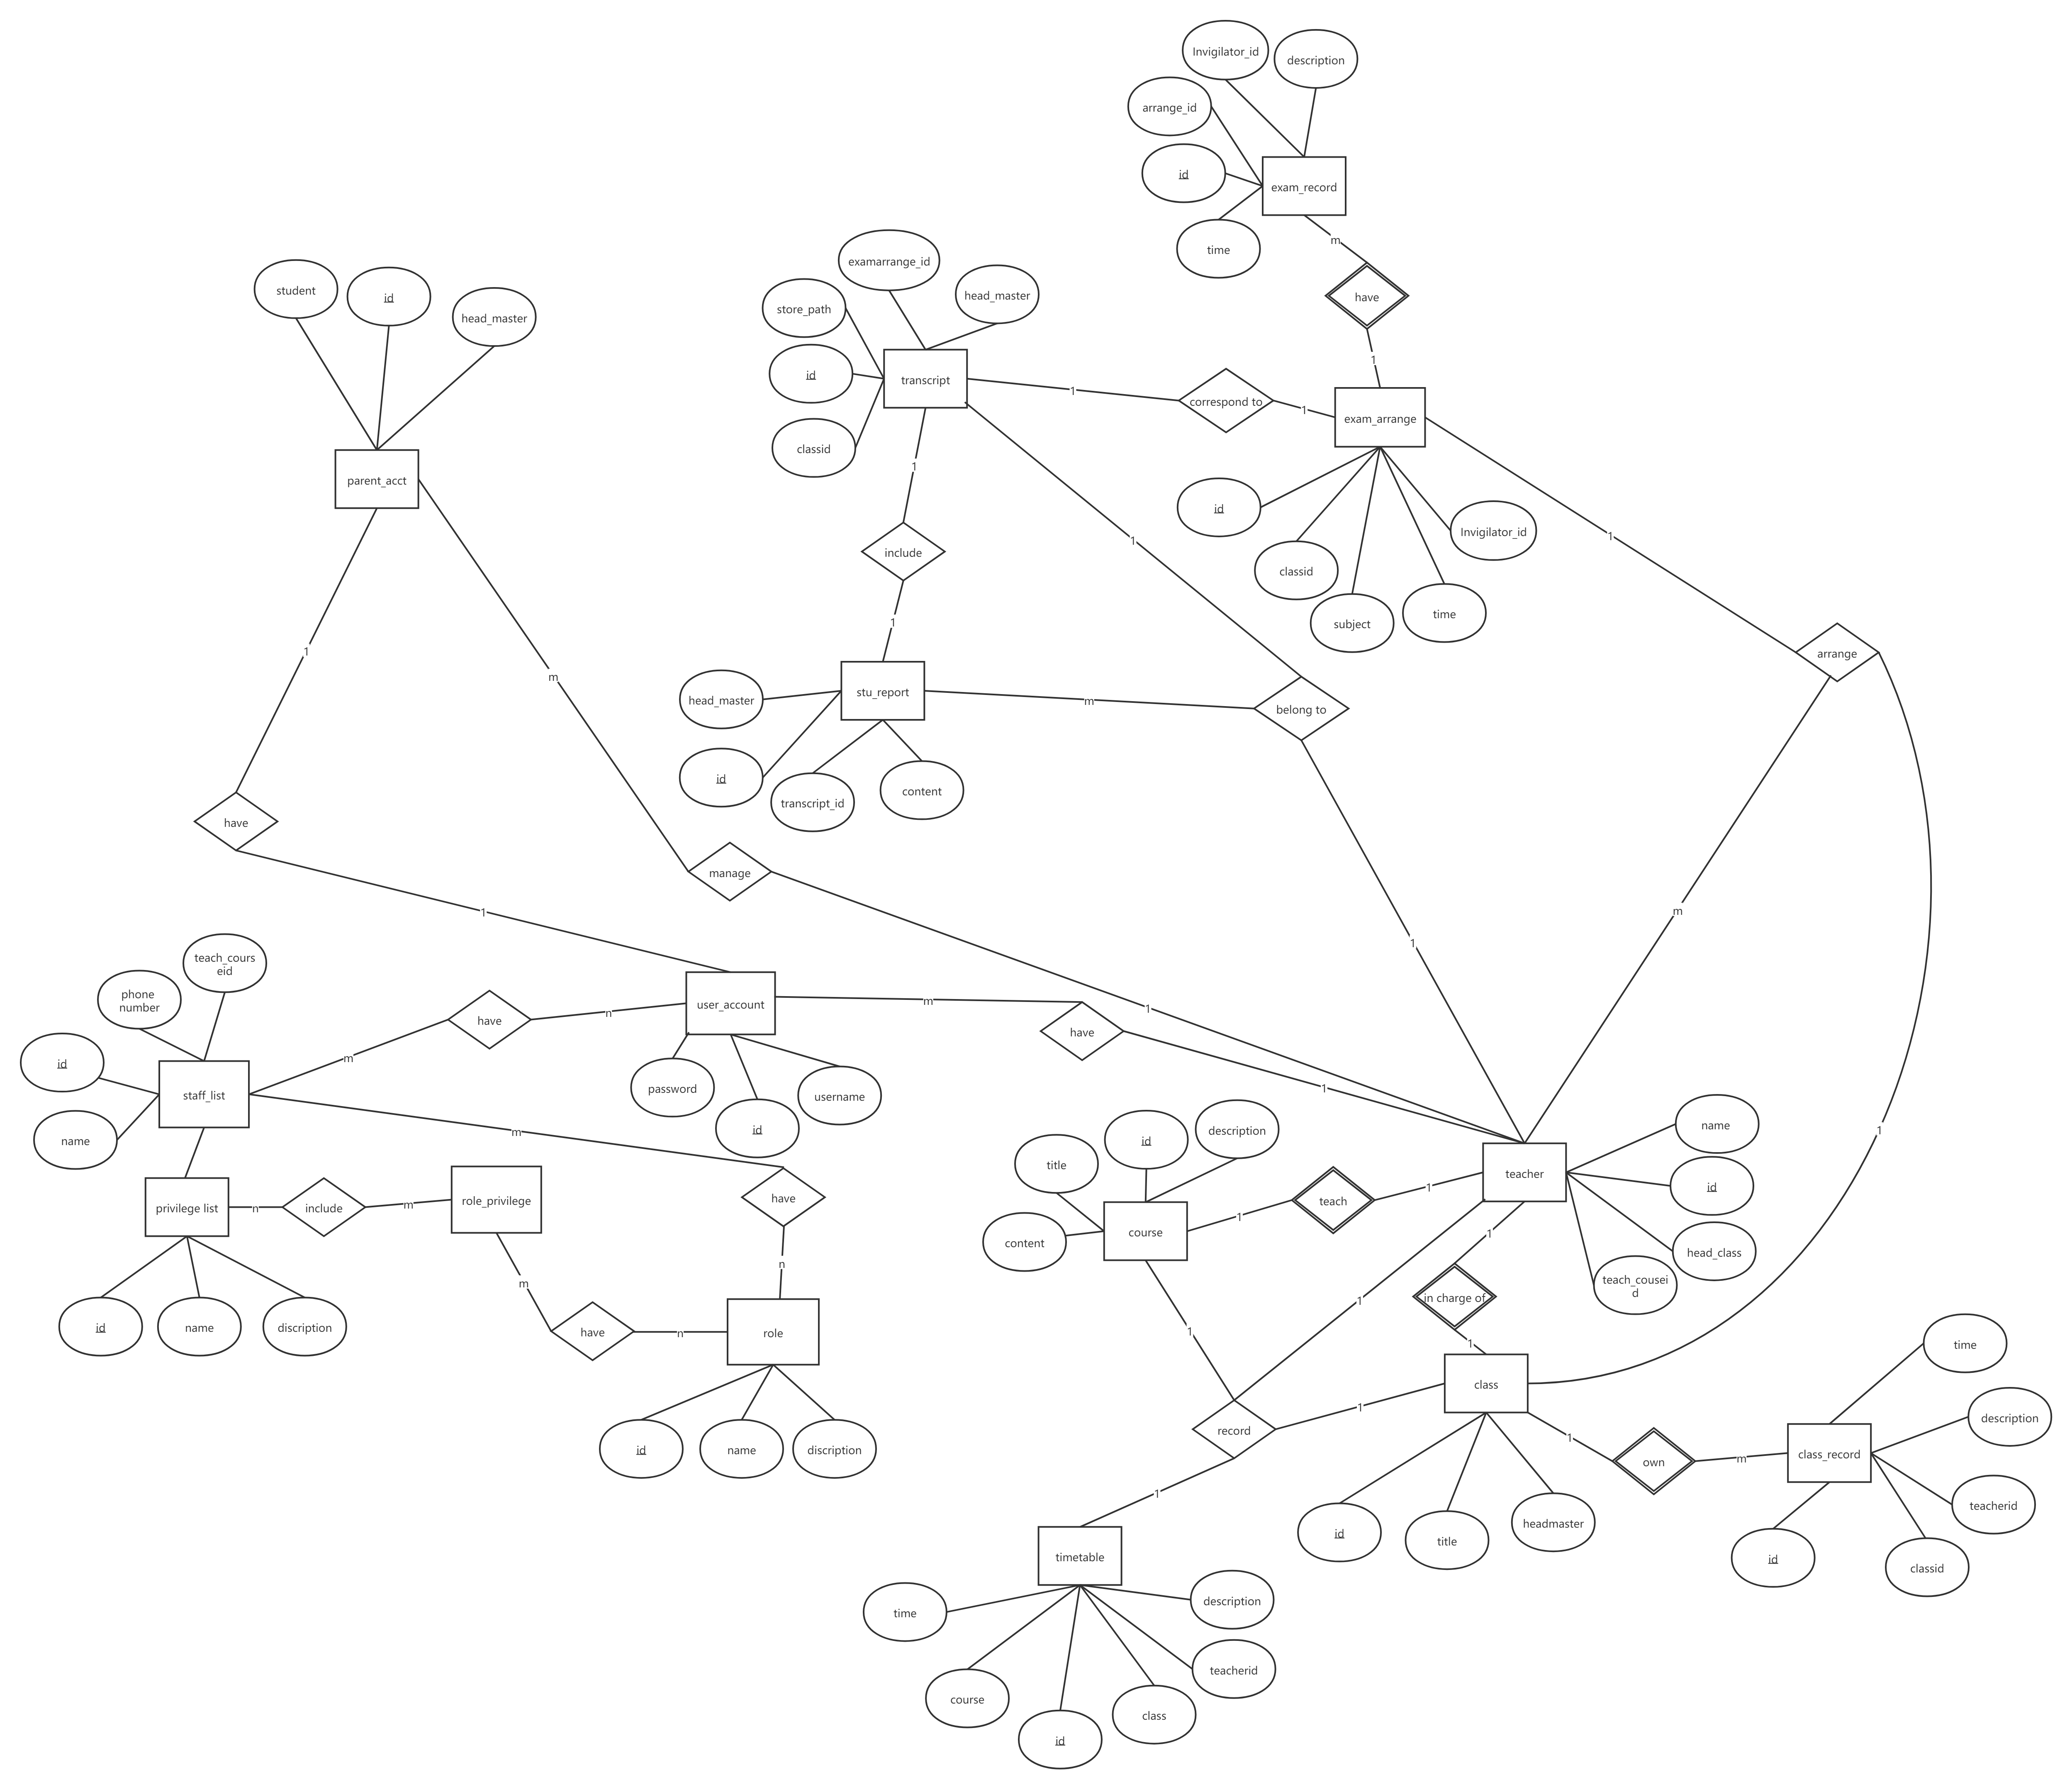 Invigilator_id
description
arrange_id
id
exam_record
time
m
have
1
student
id
head_master
parent_acct
examarrange_id
head_master
store_path
id
transcript
classid
1
correspond to
1
exam_arrange
id
Invigilator_id
classid
subject
time
1
include
1
1
1
arrange
head_master
stu_report
m
belong to
id
transcript_id
content
1
m
have
manage
1
1
m
1
teach_cours
eid
phone
number
id
staff_list
name
m
have
n
user_account
m
have
1
1
password
id
username
m
privilege list
n
include
m
role_privilege
have
id
name
discription
m
have
n
n
role
id
name
discription
title
id
description
content
course
1
teach
1
teacher
name
id
head_class
teach_cousei
d
1
in charge of
1
1
1
record
1
class
1
1
own
m
class_record
time
description
teacherid
id
classid
id
title
headmaster
1
timetable
time
description
teacherid
course
class
id